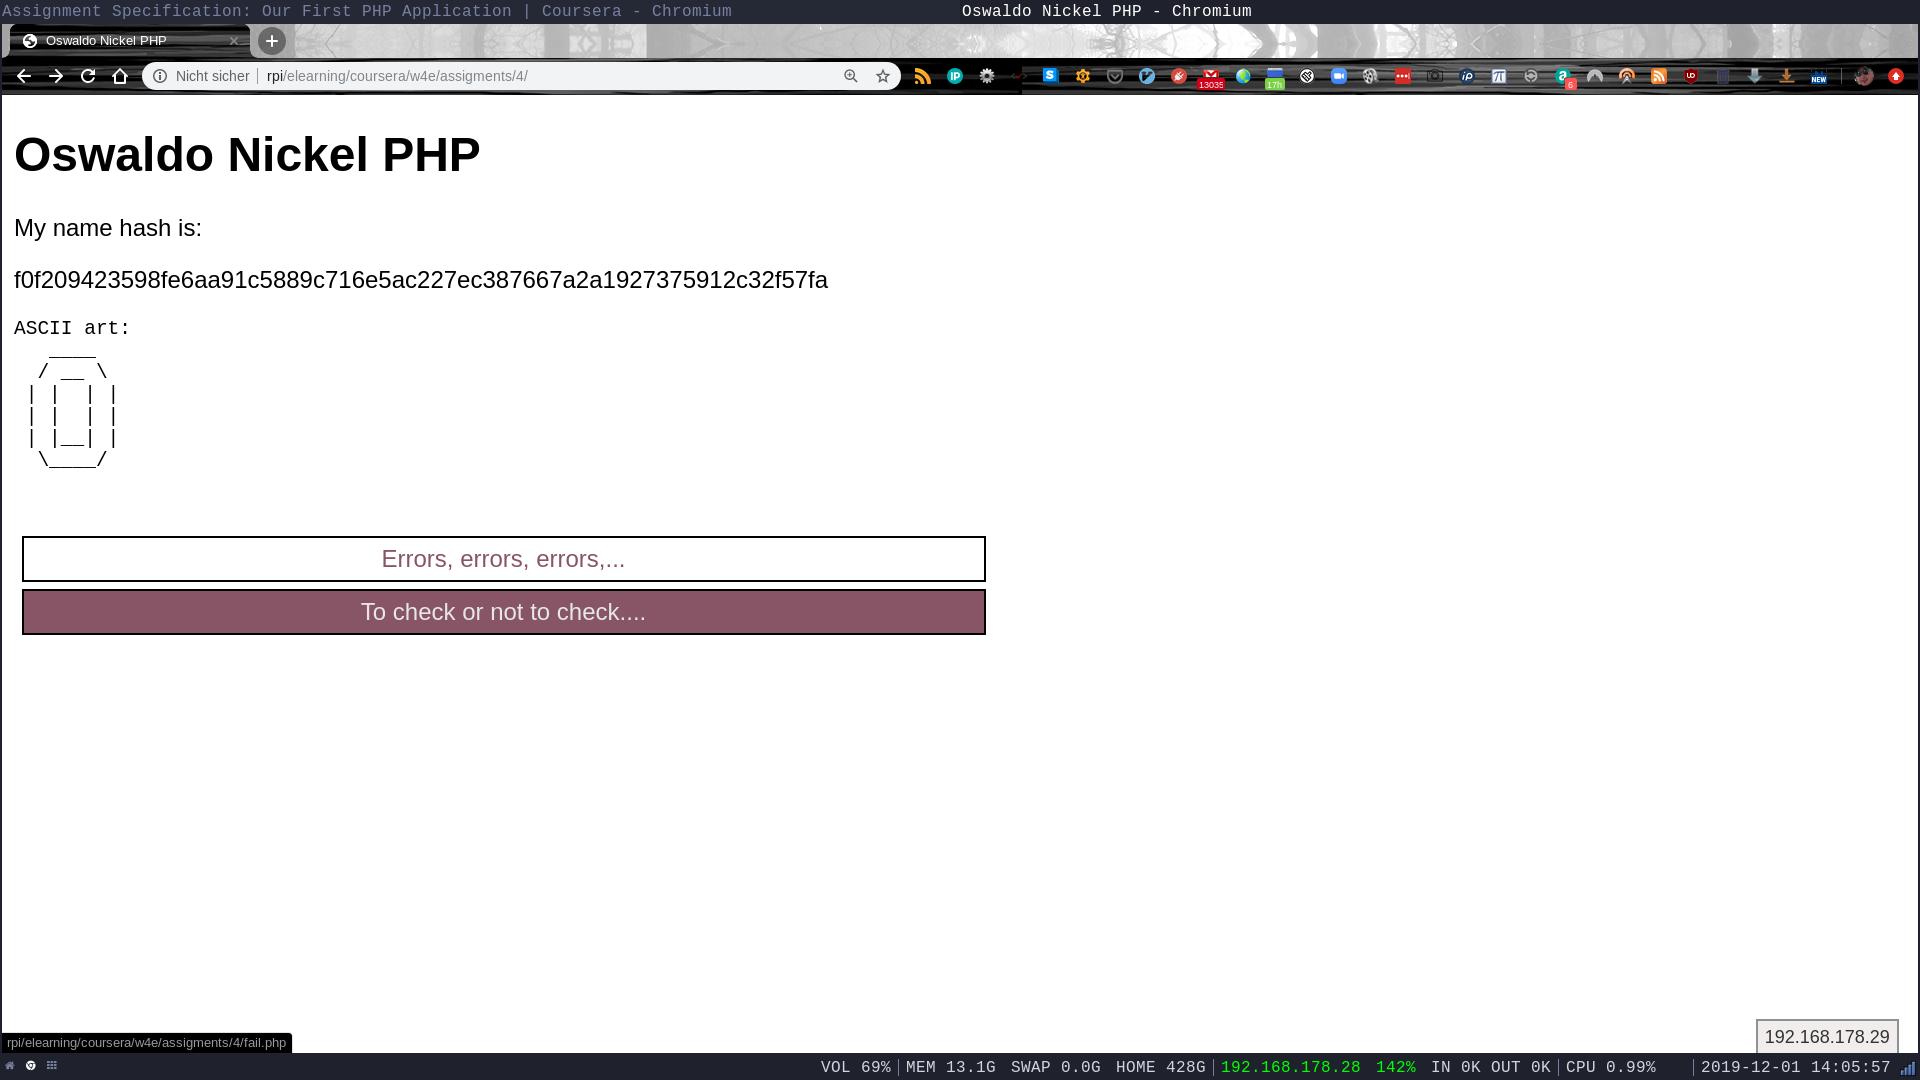 Assignment Specification: Our First PHP Application | Coursera - Chromium
Oswaldo Nickel PHP - Chromium
Oswaldo Nickel PHP
Nicht sicher
rpi/elearning/coursera/w4e/assigments/4/
13035
17h
6
NEW
Oswaldo Nickel PHP
My name hash is:
f0f209423598fe6aa91c5889c716e5ac227ec387667a2a1927375912c32f57fa
ASCII art:
   ____
  / __ \
 | |  | |
 | |  | |
 | |__| |
  \____/
Errors, errors, errors,...
To check or not to check....
192.168.178.29
rpi/elearning/coursera/w4e/assigments/4/fail.php
VOL 69% | MEM 13.1G SWAP 0.0G HOME 428G | 192.168.178.28 142% IN 0K OUT 0K | CPU 0.99% | 2019-12-01 14:05:57